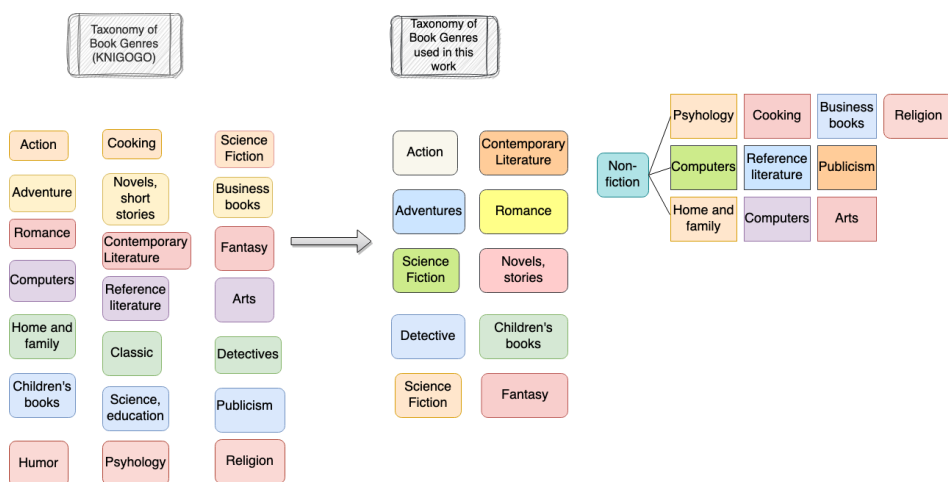 Taxonomy of
Book Genres
(KNIGOGO)
Taxonomy of
Book Genres
used in this
work
Action
Cooking
Science
Fiction
Adventure
Novels,
short
stories
Business
books
Romance
Contemporary
Literature
Fantasy
Computers
Reference
literature
Arts
Home and
family
Classic
Detectives
Children's
books
Science,
education
Publicism
Humor
Psyhology
Religion
Action
Contemporary
Literature
Adventures
Romance
Science
Fiction
Novels,
stories
Detective
Children's
books
Science
Fiction
Fantasy
Non-
fiction
Psyhology
Cooking
Business
books
Religion
Computers
Reference
literature
Publicism
Home and
family
Computers
Arts